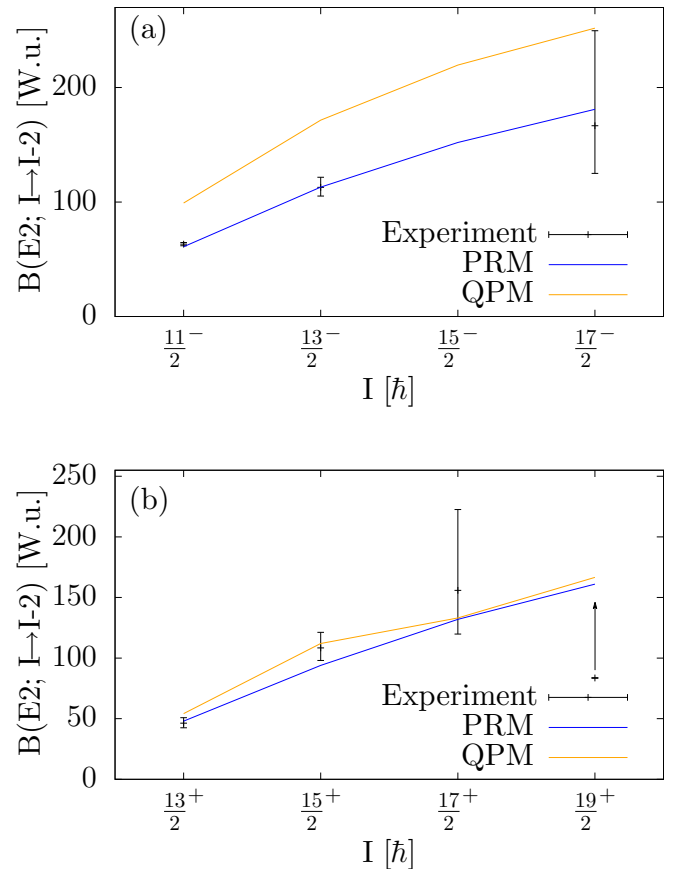 (a)
B(E2; I→I-2) [W.u.]
200
100
0
Experiment
PRM
QPM
11/2⁻
13/2⁻
15/2⁻
17/2⁻
I [ħ]
(b)
B(E2; I→I-2) [W.u.]
250
200
150
100
50
0
Experiment
PRM
QPM
13/2⁺
15/2⁺
17/2⁺
19/2⁺
I [ħ]